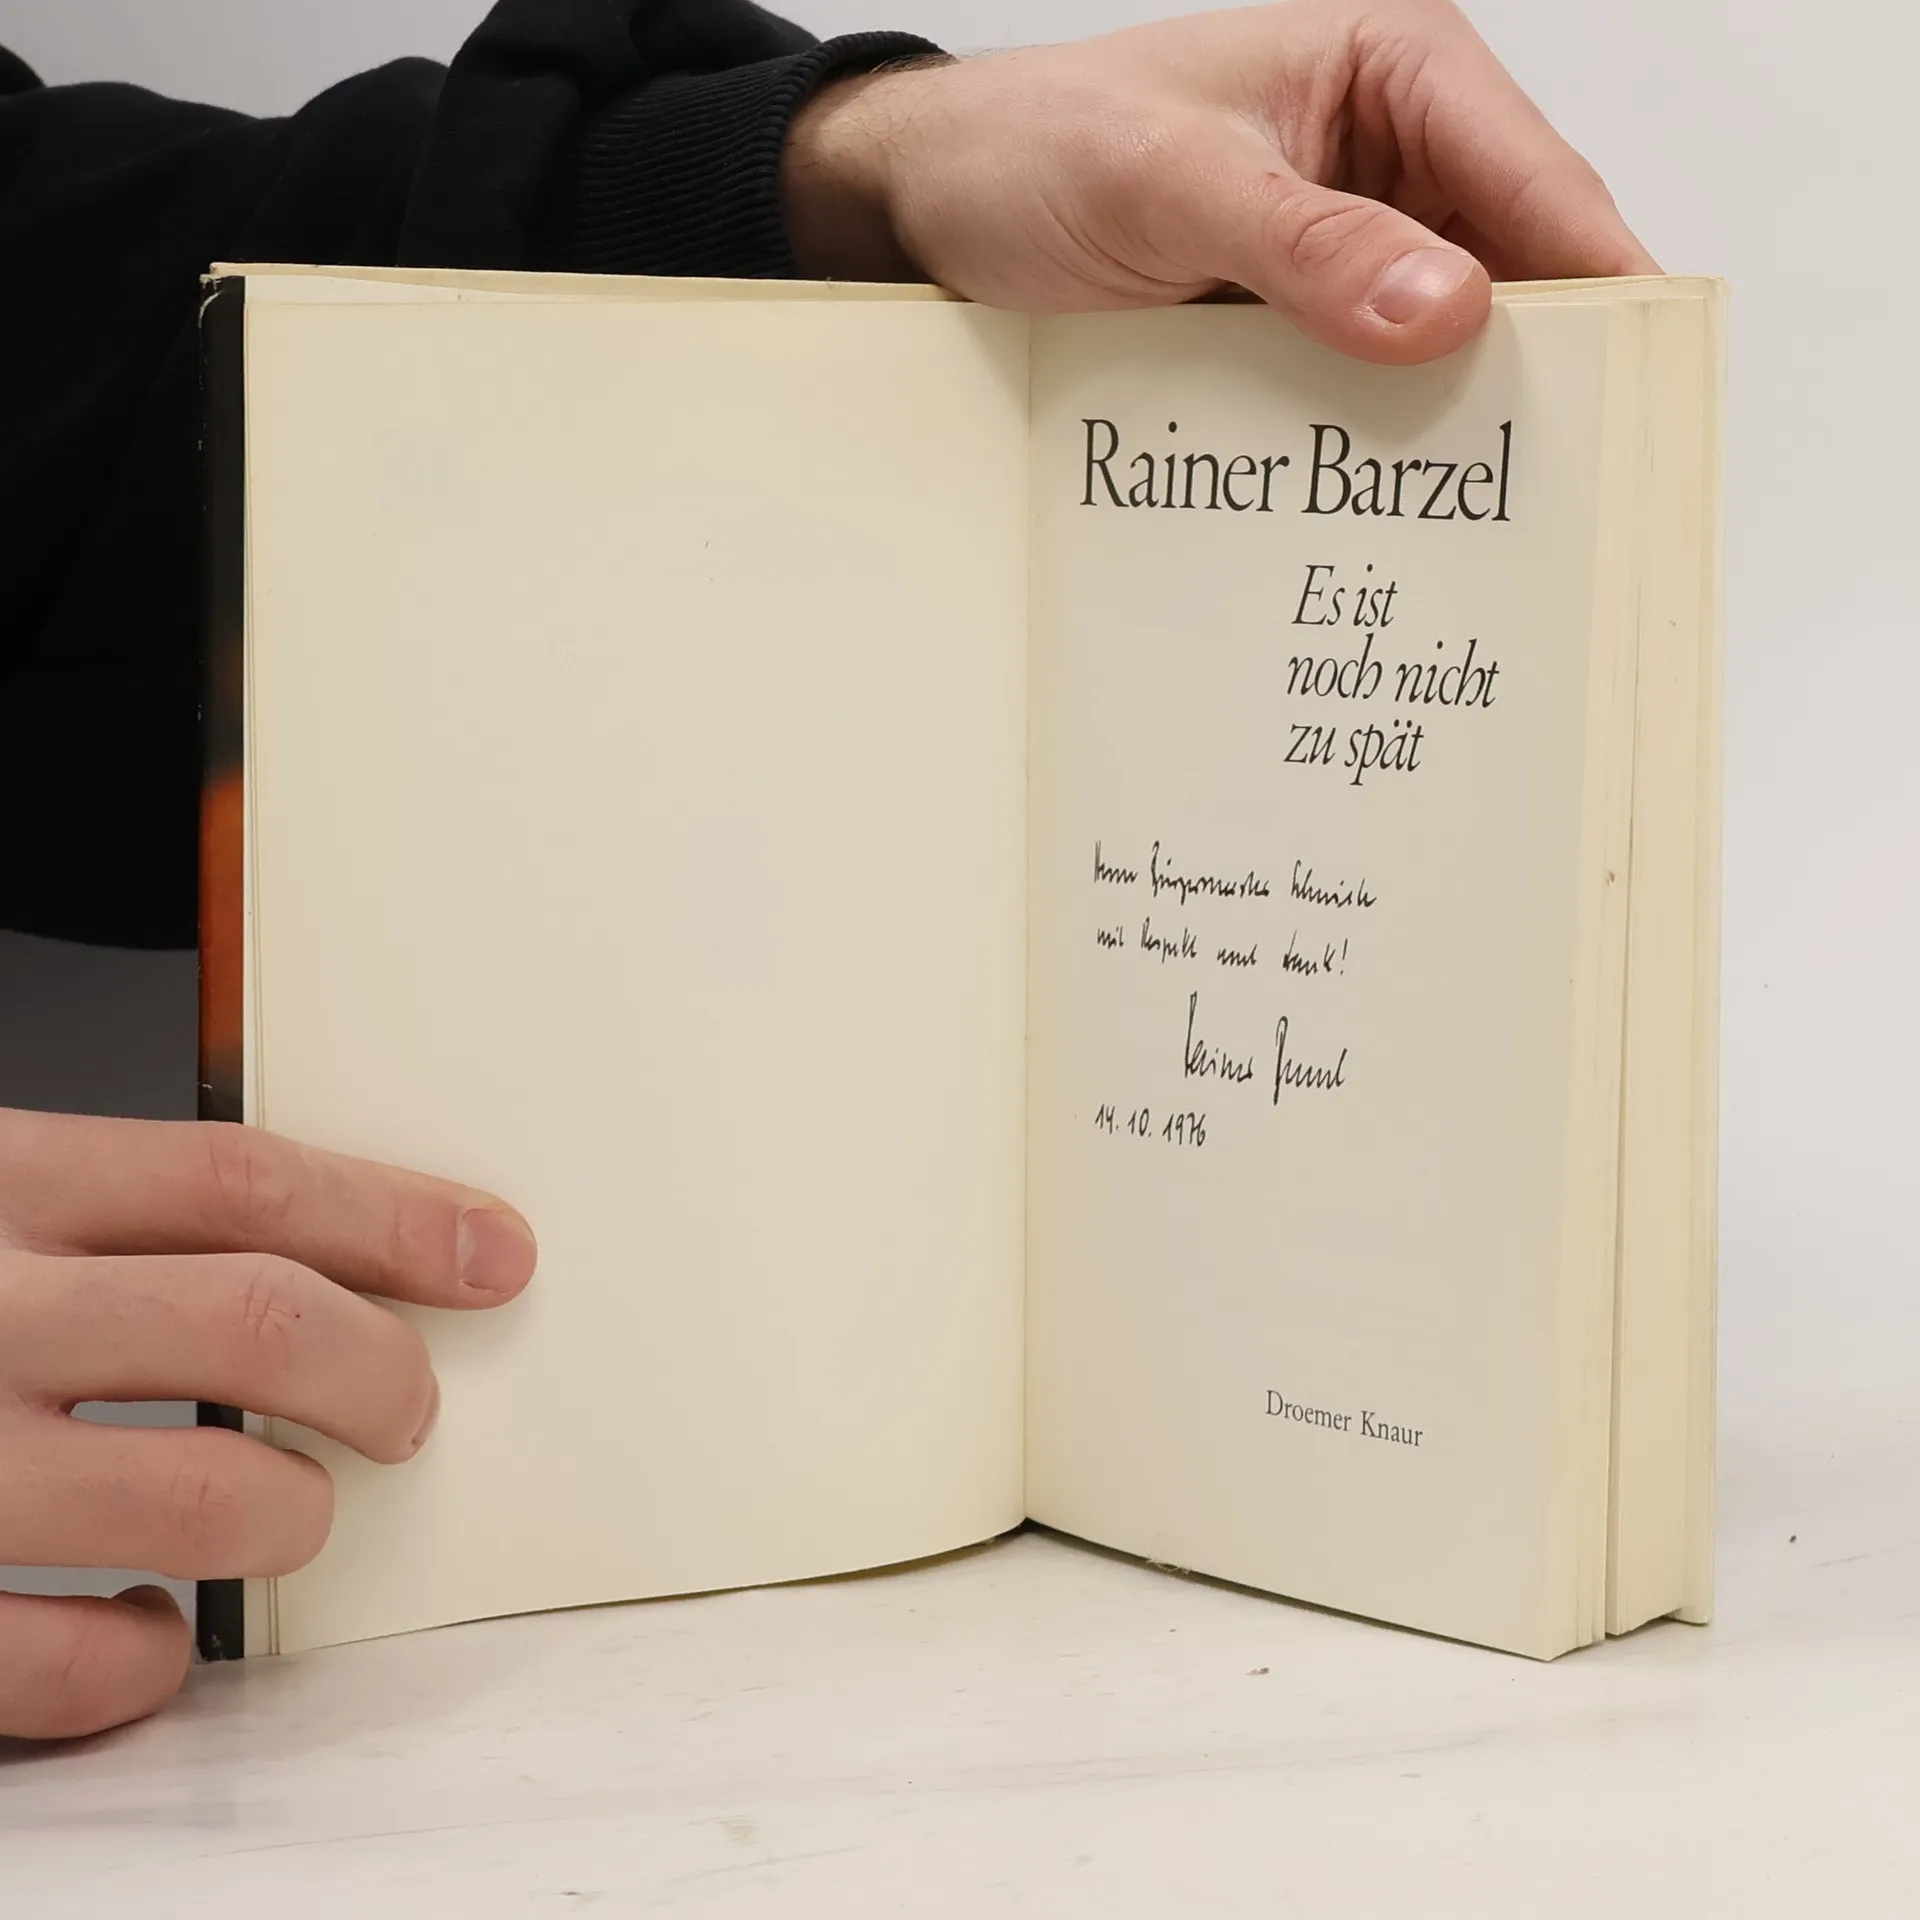 Rainer Barzel
Es ist
noch nicht
zu spät
Herrn Bürgermeister
mit Respekt und Dank!
Rainer Barzel
14. 10. 1976
Droemer Knaur